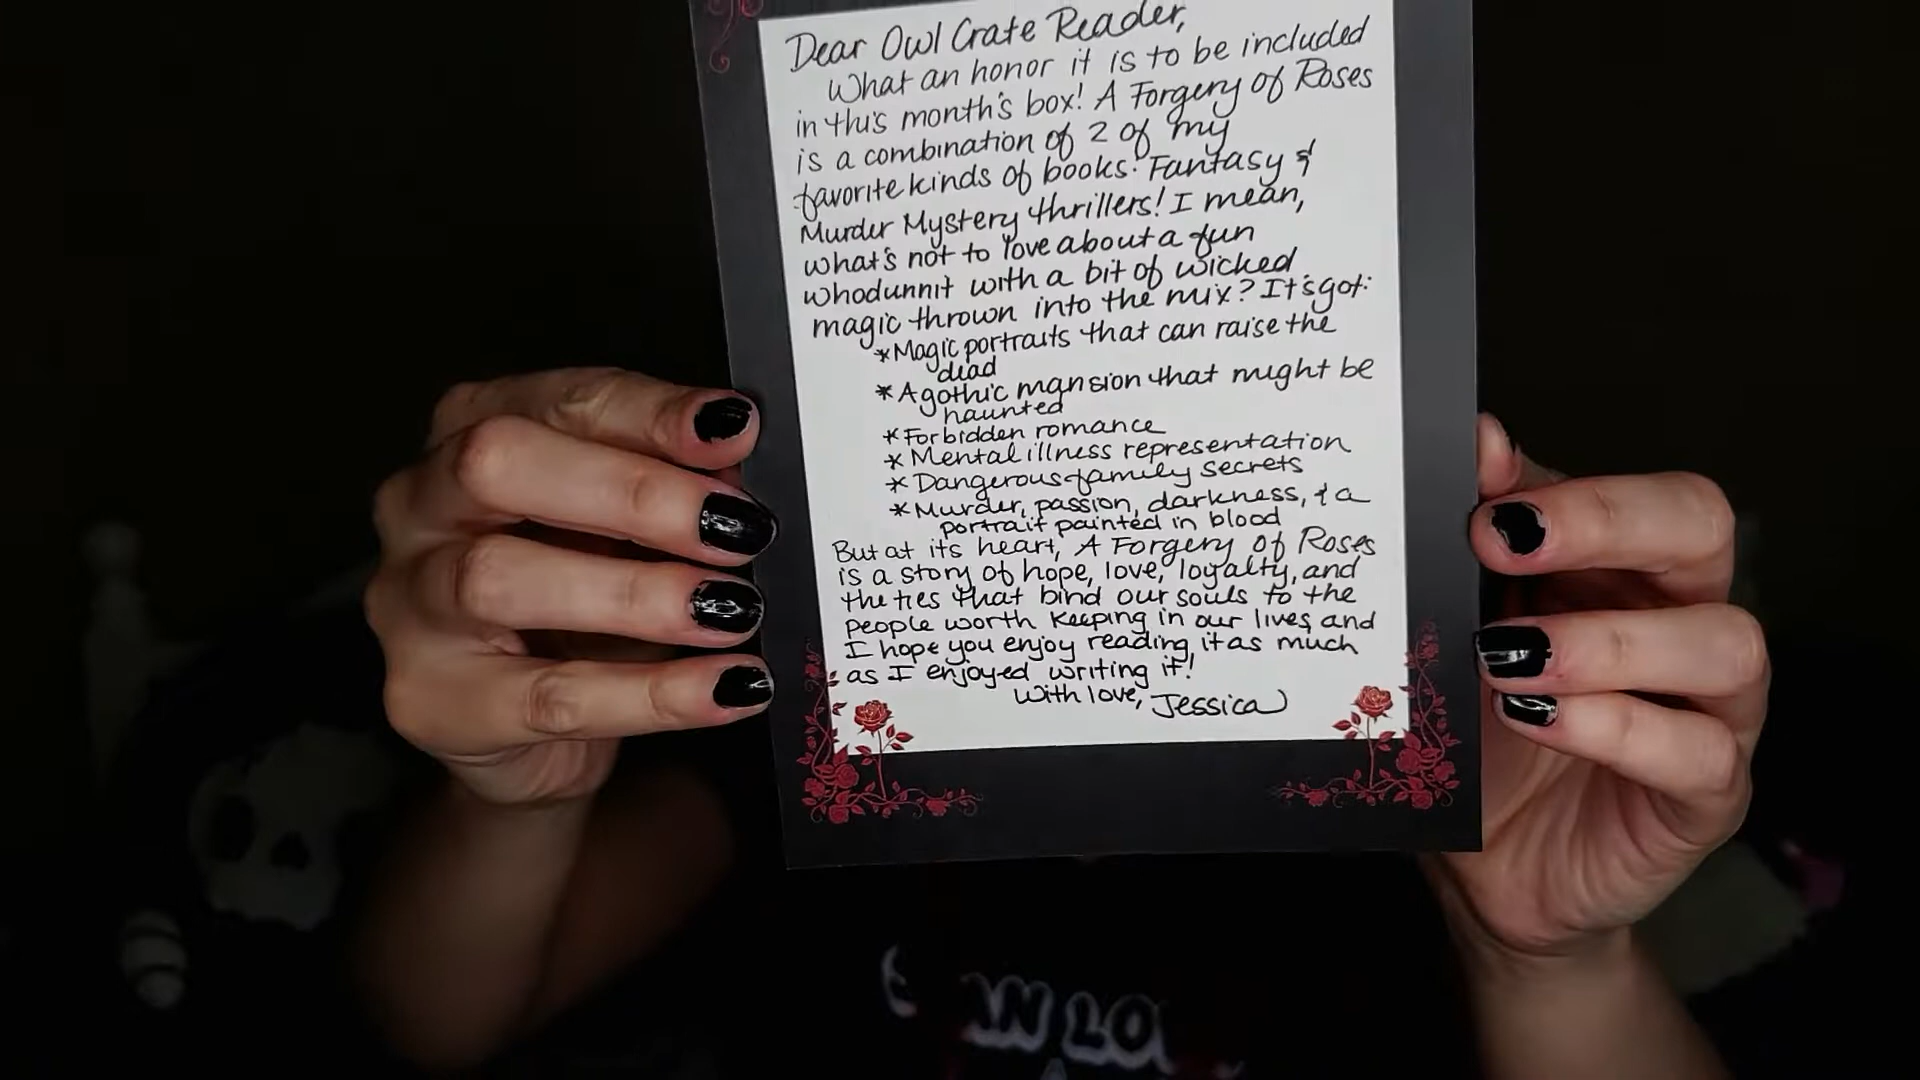 Dear Owl Crate Reader,
What an honor it is to be included
in this month's box! A Forgery of Roses
is a combination of 2 of my
favorite kinds of books: Fantasy &
Murder Mystery thrillers! I mean,
what's not to love about a fun
whodunnit with a bit of wicked
magic thrown into the mix? It's got:
*Magic portraits that can raise the
dead
*A gothic mansion that might be
haunted
*Forbidden romance
*Mental illness representation
*Dangerous family secrets
*Murder, passion, darkness, & a
portrait painted in blood
But at its heart, A Forgery of Roses
is a story of hope, love, loyalty, and
the ties that bind our souls to the
people worth keeping in our lives, and
I hope you enjoy reading it as much
as I enjoyed writing it!
With love, Jessica
AN LO